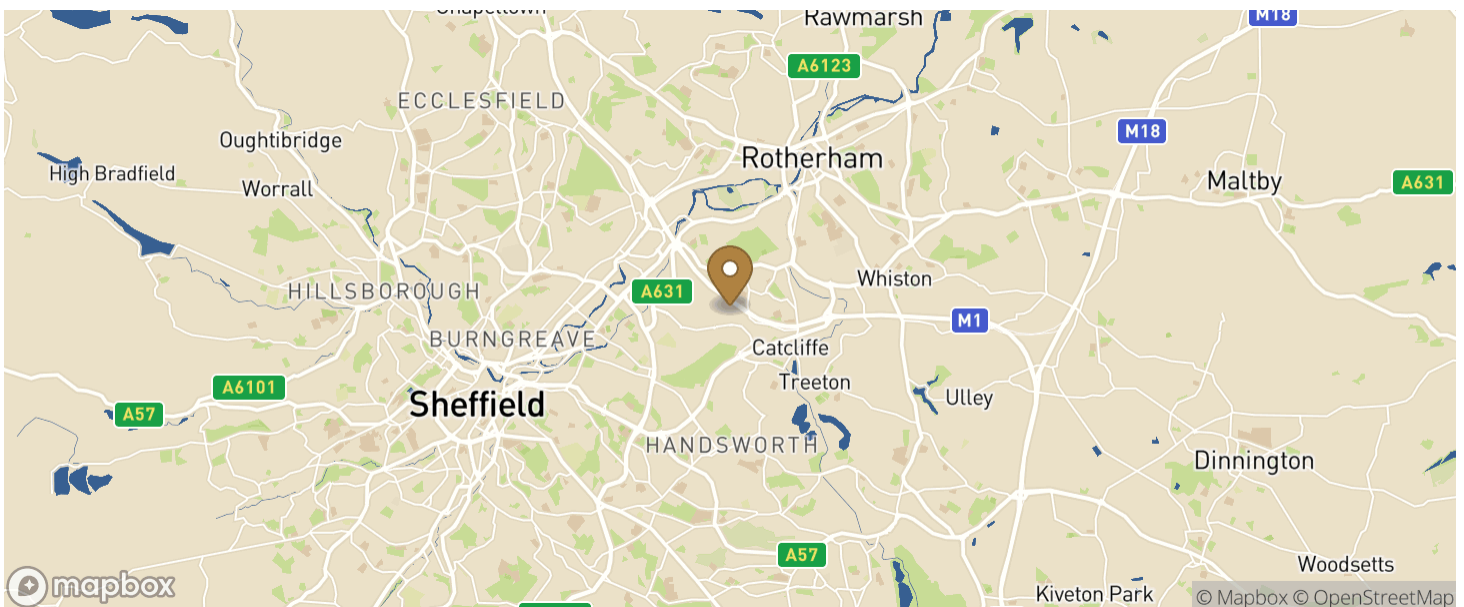 Chapeltown
Rawmarsh
M18
A6123
ECCLESFIELD
Oughtibridge
M18
Rotherham
High Bradfield
Worrall
Maltby
A631
Whiston
HILLSBOROUGH
A631
M1
BURNGREAVE
Catcliffe
A6101
Treeton
Sheffield
Ulley
A57
HANDSWORTH
Dinnington
A57
Woodsetts
mapbox
Kiveton Park
© Mapbox © OpenStreetMap